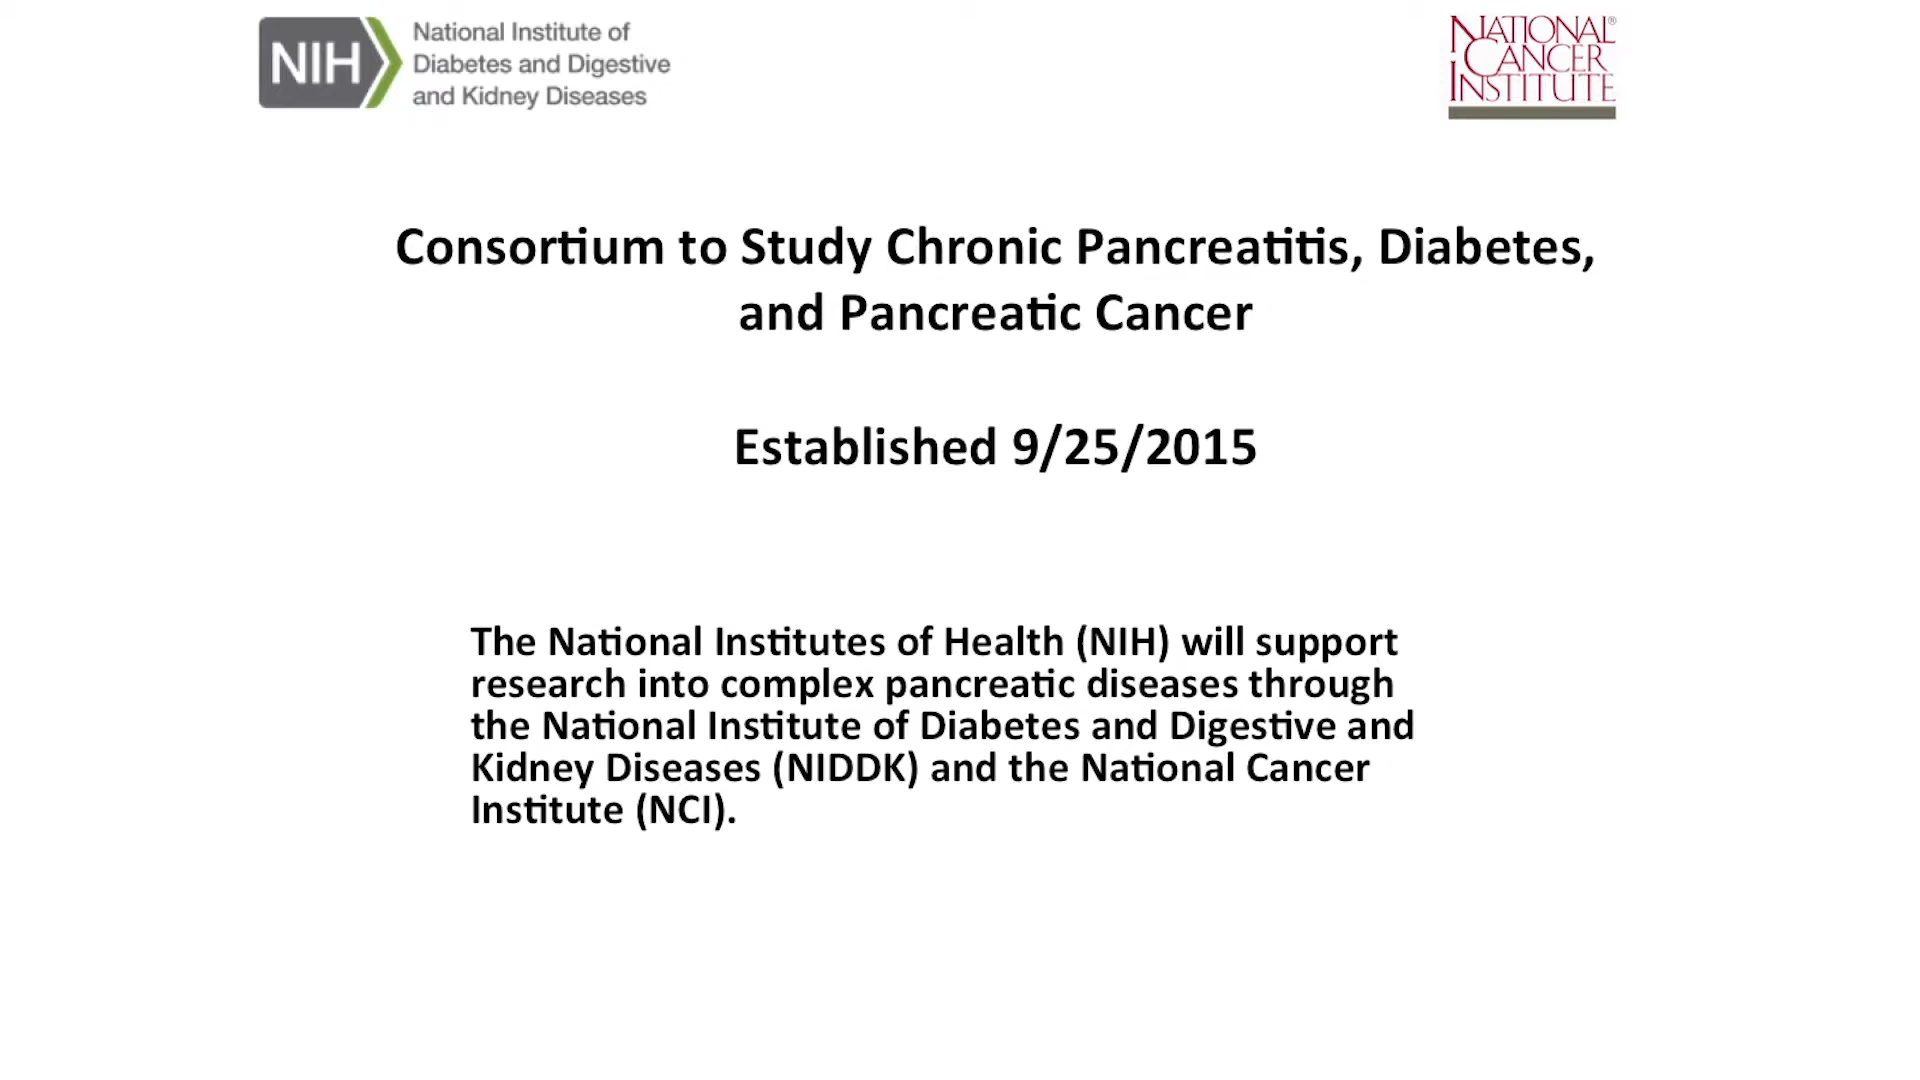 NIH
National Institute of
Diabetes and Digestive
and Kidney Diseases
NATIONAL®
CANCER
INSTITUTE
Consortium to Study Chronic Pancreatitis, Diabetes,
and Pancreatic Cancer
Established 9/25/2015
The National Institutes of Health (NIH) will support
research into complex pancreatic diseases through
the National Institute of Diabetes and Digestive and
Kidney Diseases (NIDDK) and the National Cancer
Institute (NCI).